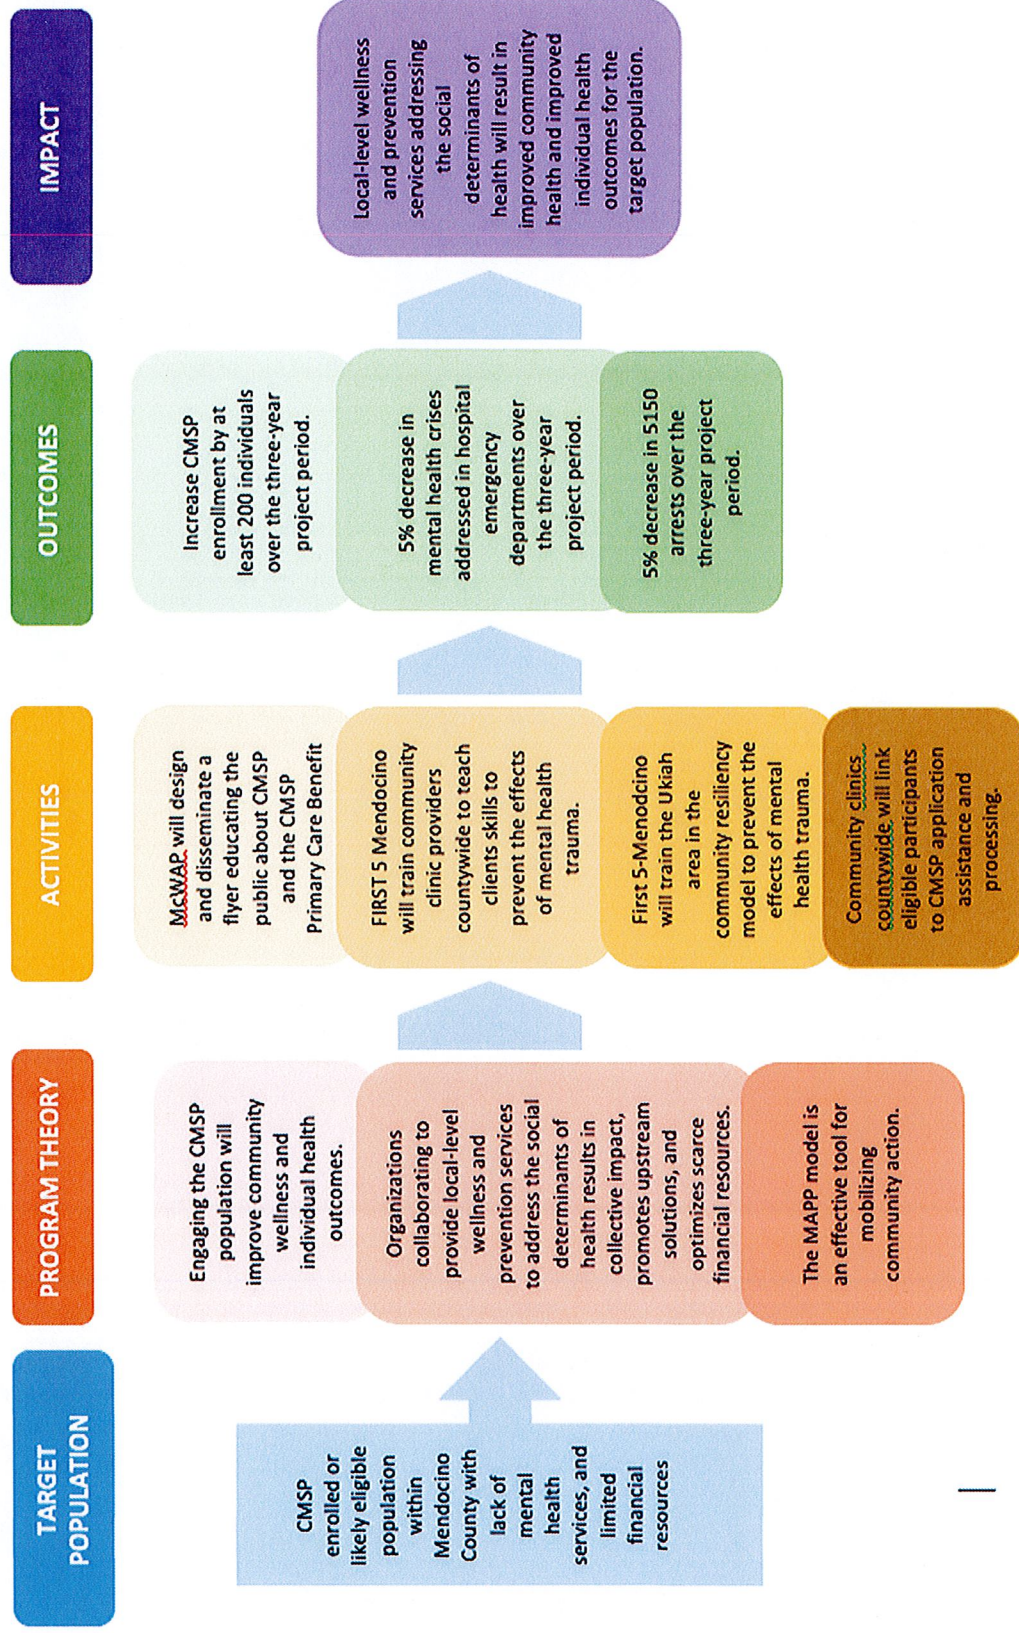 TARGET
POPULATION
CMSP
enrolled or
likely eligible
population
within
Mendocino
County with
lack of
mental
health
services, and
limited
financial
resources
PROGRAM THEORY
Engaging the CMSP
population will
improve community
wellness and
individual health
outcomes.
Organizations
collaborating to
provide local-level
wellness and
prevention services
to address the social
determinants of
health results in
collective impact,
promotes upstream
solutions, and
optimizes scarce
financial resources.
The MAPP model is
an effective tool for
mobilizing
community action.
ACTIVITIES
McWAP will design
and disseminate a
flyer educating the
public about CMSP
and the CMSP
Primary Care Benefit
FIRST 5 Mendocino
will train community
clinic providers
countywide to teach
clients skills to
prevent the effects
of mental health
trauma.
First 5-Menodcino
will train the Ukiah
area in the
community resiliency
model to prevent the
effects of mental
health trauma.
Community clinics
countywide will link
eligible participants
to CMSP application
assistance and
processing.
OUTCOMES
Increase CMSP
enrollment by at
least 200 individuals
over the three-year
project period.
5% decrease in
mental health crises
addressed in hospital
emergency
departments over
the three-year
project period.
5% decrease in 5150
arrests over the
three-year project
period.
IMPACT
Local-level wellness
and prevention
services addressing
the social
determinants of
health will result in
improved community
health and improved
individual health
outcomes for the
target population.